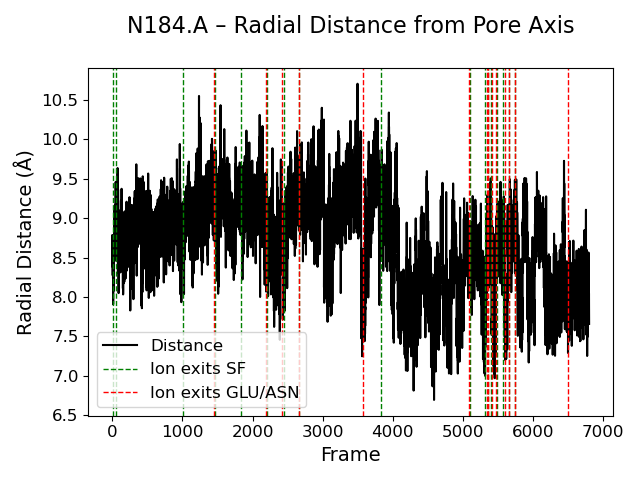 N184.A – Radial Distance from Pore Axis
Radial Distance (Å)
10.5
10.0
9.5
9.0
8.5
8.0
7.5
7.0
6.5
Distance
Ion exits SF
Ion exits GLU/ASN
0 1000 2000 3000 4000 5000 6000 7000
Frame